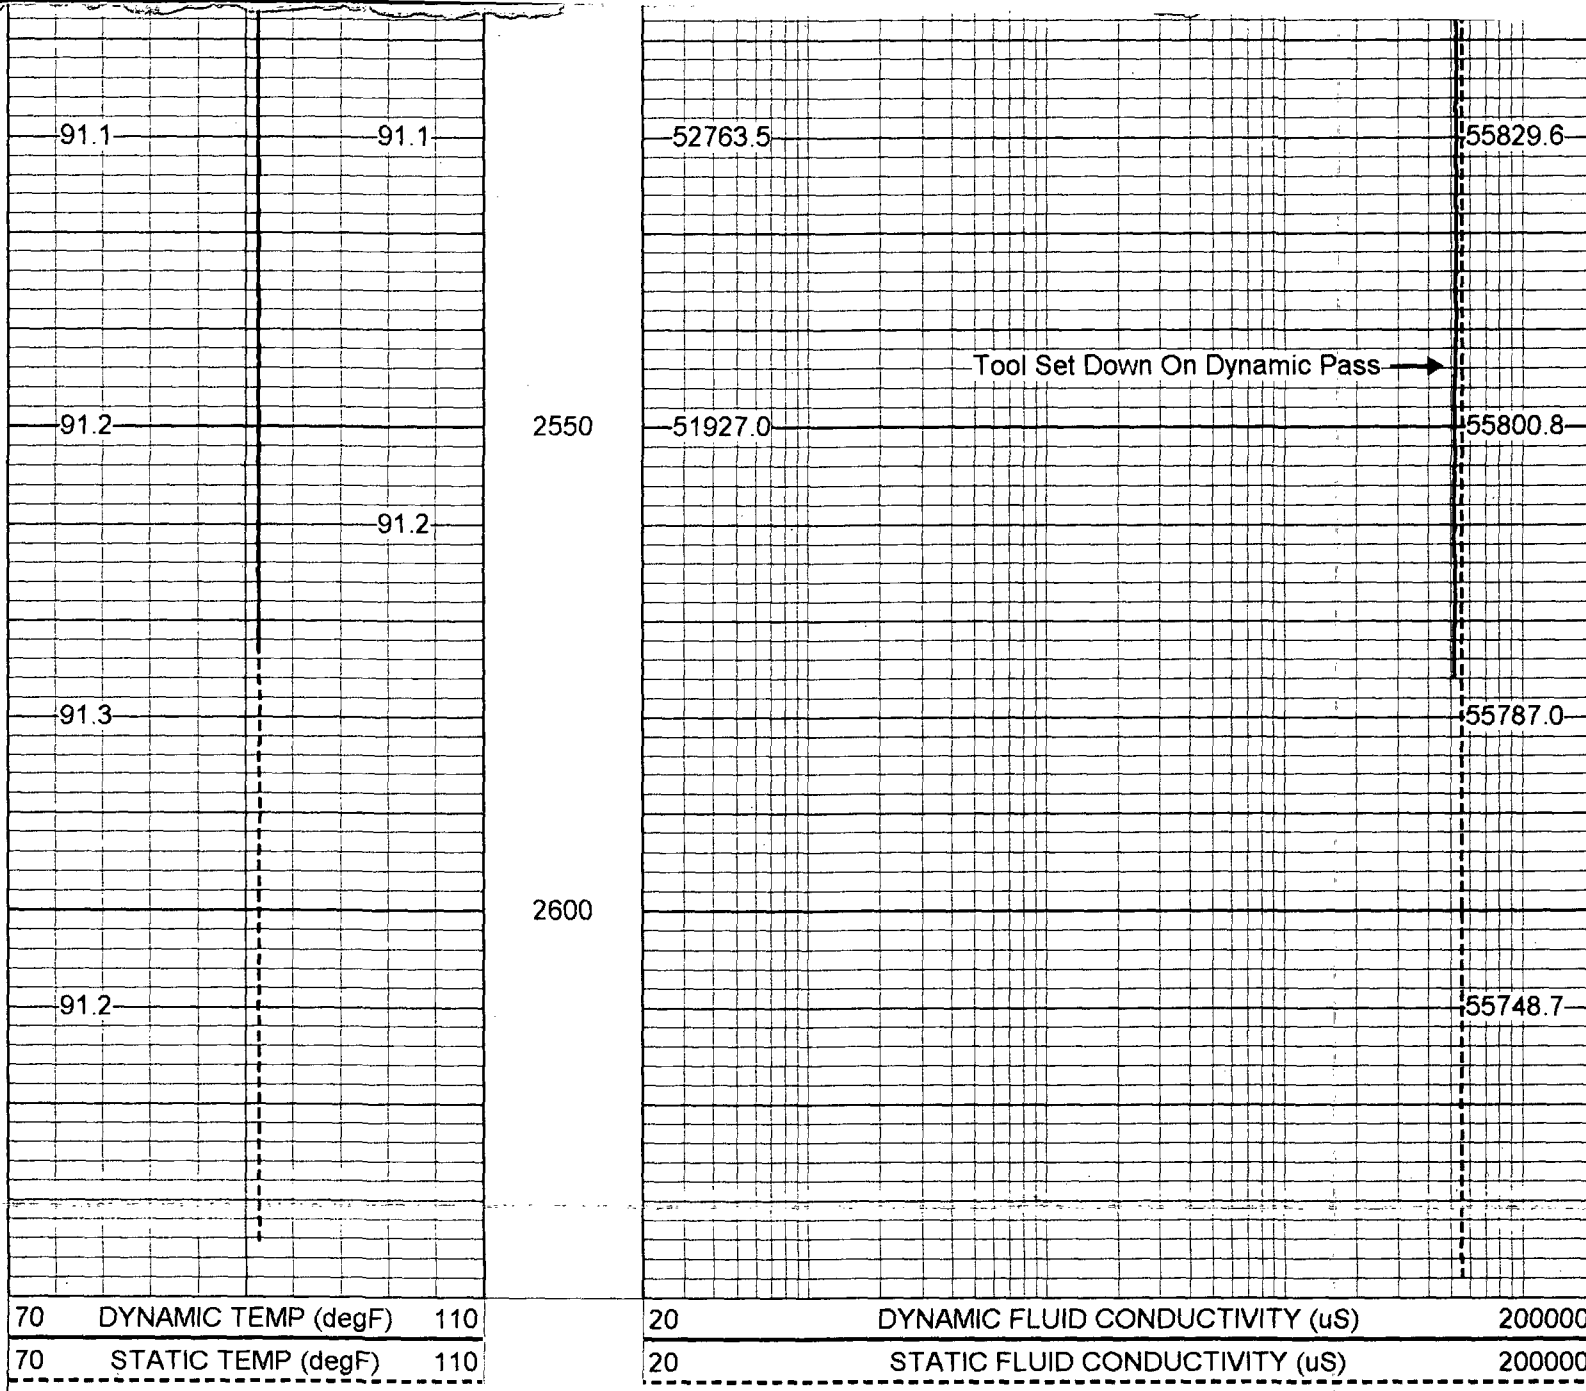 91.1 91.1 52763.5 55829.6
Tool Set Down On Dynamic Pass
91.2 2550 51927.0 55800.8
91.2
91.3 55787.0
2600
91.2 55748.7
70 DYNAMIC TEMP (degF) 110 20 DYNAMIC FLUID CONDUCTIVITY (uS) 200000
70 STATIC TEMP (degF) 110 20 STATIC FLUID CONDUCTIVITY (uS) 200000